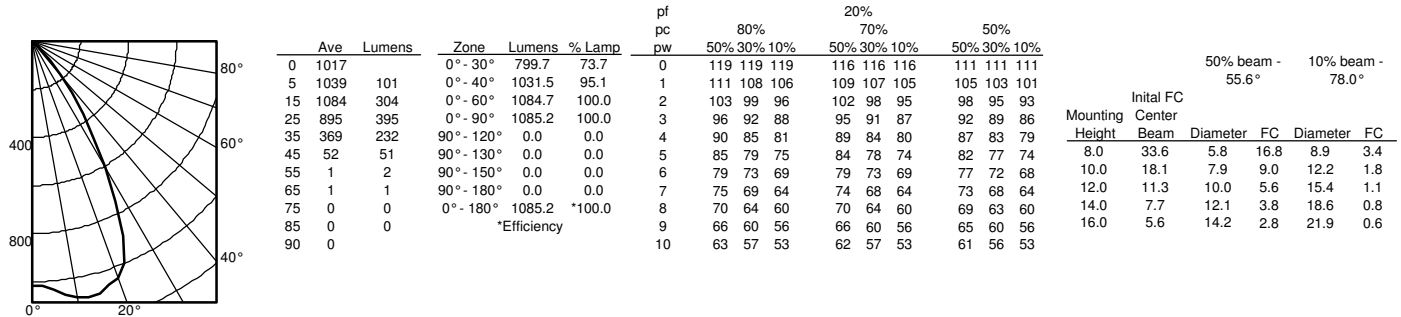 400
800
0°
20°
40°
60°
80°
Ave Lumens
0 1017
5 1039 101
15 1084 304
25 895 395
35 369 232
45 52 51
55 1 2
65 1 1
75 0 0
85 0 0
90 0
Zone Lumens % Lamp
0° - 30° 799.7 73.7
0° - 40° 1031.5 95.1
0° - 60° 1084.7 100.0
0° - 90° 1085.2 100.0
90° - 120° 0.0 0.0
90° - 130° 0.0 0.0
90° - 150° 0.0 0.0
90° - 180° 0.0 0.0
0° - 180° 1085.2 *100.0
*Efficiency
pf 20%
pc 80% 70% 50%
pw 50% 30% 10% 50% 30% 10% 50% 30% 10%
0 119 119 119 116 116 116 111 111 111
1 111 108 106 109 107 105 105 103 101
2 103 99 96 102 98 95 98 95 93
3 96 92 88 95 91 87 92 89 86
4 90 85 81 89 84 80 87 83 79
5 85 79 75 84 78 74 82 77 74
6 79 73 69 79 73 69 77 72 68
7 75 69 64 74 68 64 73 68 64
8 70 64 60 70 64 60 69 63 60
9 66 60 56 66 60 56 65 60 56
10 63 57 53 62 57 53 61 56 53
50% beam - 10% beam -
55.6° 78.0°
Inital FC
Mounting Center
Height Beam Diameter FC Diameter FC
8.0 33.6 5.8 16.8 8.9 3.4
10.0 18.1 7.9 9.0 12.2 1.8
12.0 11.3 10.0 5.6 15.4 1.1
14.0 7.7 12.1 3.8 18.6 0.8
16.0 5.6 14.2 2.8 21.9 0.6